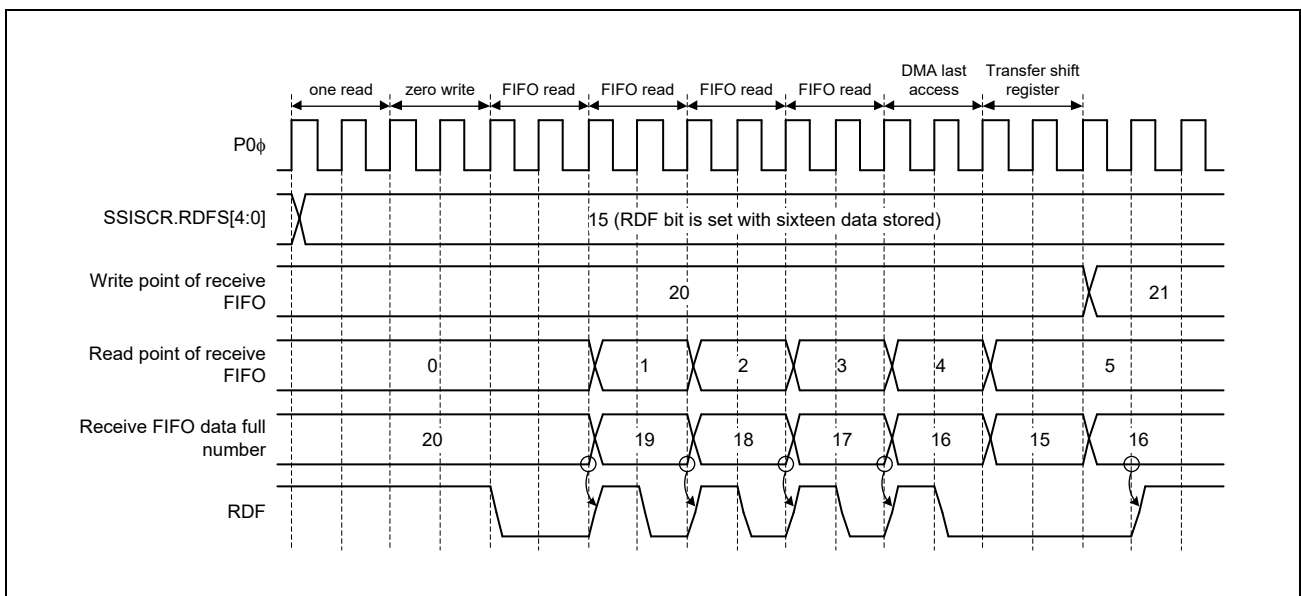 DMA last
access
Transfer shift
register
one read
zero write
FIFO read
FIFO read
FIFO read
FIFO read
P0ϕ
SSISCR.RDFS[4:0]
15 (RDF bit is set with sixteen data stored)
Write point of receive
FIFO
20
21
Read point of receive
FIFO
0
1
2
3
4
5
Receive FIFO data full
number
20
19
18
17
16
15
16
RDF